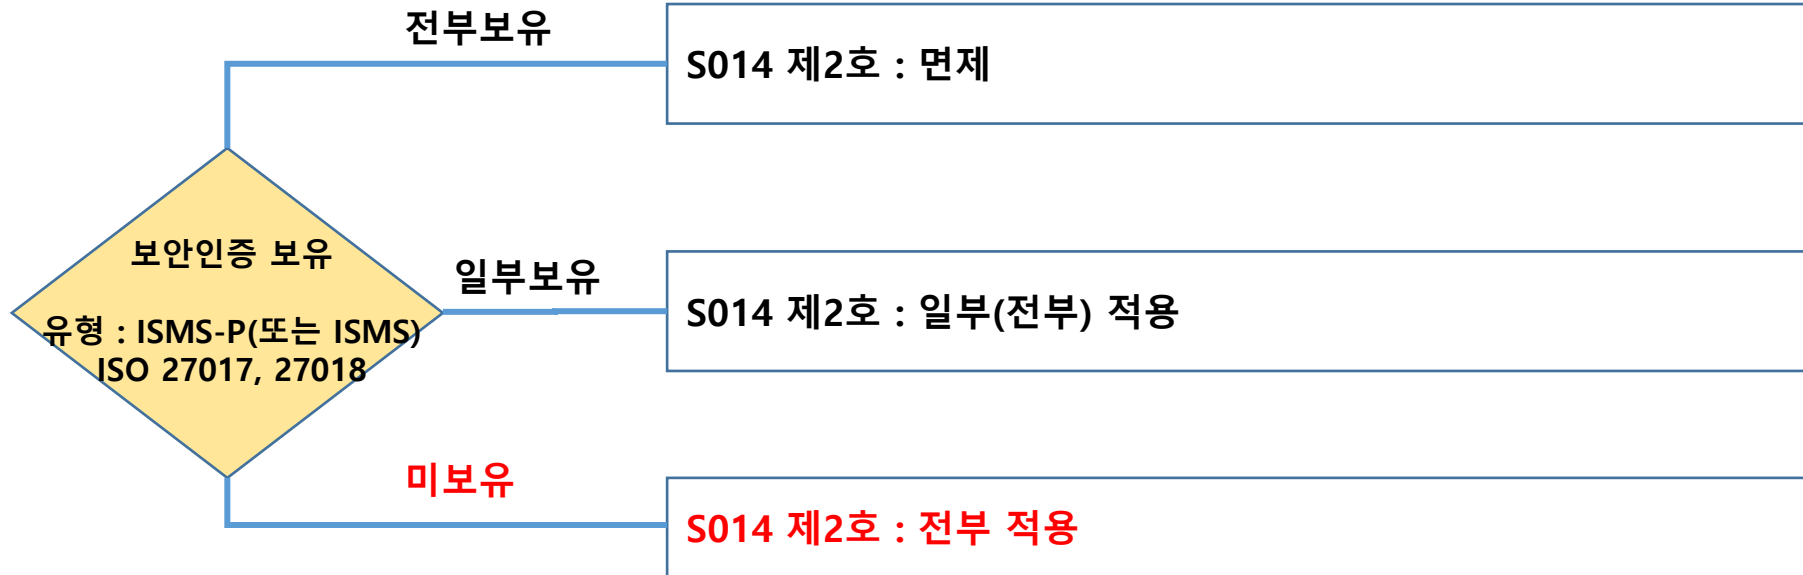 전부보유
S014 제2호 : 면제
보안인증 보유
유형 : ISMS-P(또는 ISMS)
ISO 27017, 27018
일부보유
S014 제2호 : 일부(전부) 적용
미보유
S014 제2호 : 전부 적용